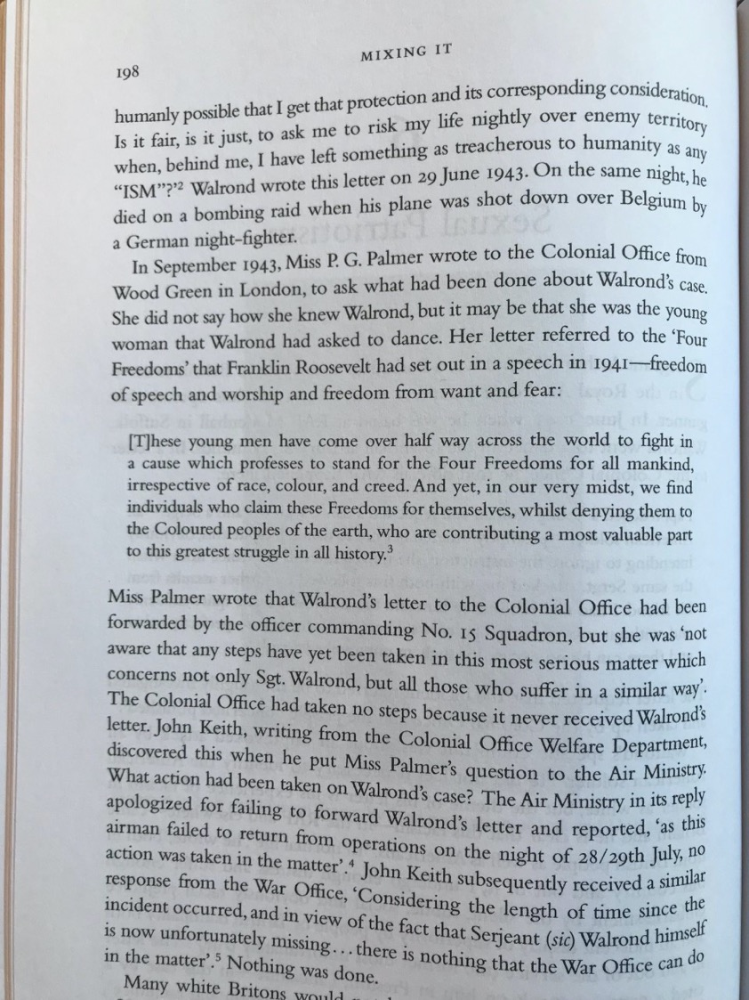 198
MIXING IT
humanly possible that I get that protection and its corresponding consideration.
Is it fair, is it just, to ask me to risk my life nightly over enemy territory
when, behind me, I have left something as treacherous to humanity as any
“ISM”?’² Walrond wrote this letter on 29 June 1943. On the same night, he
died on a bombing raid when his plane was shot down over Belgium by
a German night-fighter.
In September 1943, Miss P. G. Palmer wrote to the Colonial Office from
Wood Green in London, to ask what had been done about Walrond’s case.
She did not say how she knew Walrond, but it may be that she was the young
woman that Walrond had asked to dance. Her letter referred to the ‘Four
Freedoms’ that Franklin Roosevelt had set out in a speech in 1941—freedom
of speech and worship and freedom from want and fear:
[T]hese young men have come over half way across the world to fight in
a cause which professes to stand for the Four Freedoms for all mankind,
irrespective of race, colour, and creed. And yet, in our very midst, we find
individuals who claim these Freedoms for themselves, whilst denying them to
the Coloured peoples of the earth, who are contributing a most valuable part
to this greatest struggle in all history.³
Miss Palmer wrote that Walrond’s letter to the Colonial Office had been
forwarded by the officer commanding No. 15 Squadron, but she was ‘not
aware that any steps have yet been taken in this most serious matter which
concerns not only Sgt. Walrond, but all those who suffer in a similar way’.
The Colonial Office had taken no steps because it never received Walrond’s
letter. John Keith, writing from the Colonial Office Welfare Department,
discovered this when he put Miss Palmer’s question to the Air Ministry.
What action had been taken on Walrond’s case? The Air Ministry in its reply
apologized for failing to forward Walrond’s letter and reported, ‘as this
airman failed to return from operations on the night of 28/29th July, no
action was taken in the matter’.⁴ John Keith subsequently received a similar
response from the War Office, ‘Considering the length of time since the
incident occurred, and in view of the fact that Serjeant (sic) Walrond himself
is now unfortunately missing...there is nothing that the War Office can do
in the matter’.⁵ Nothing was done.
Many white Britons would